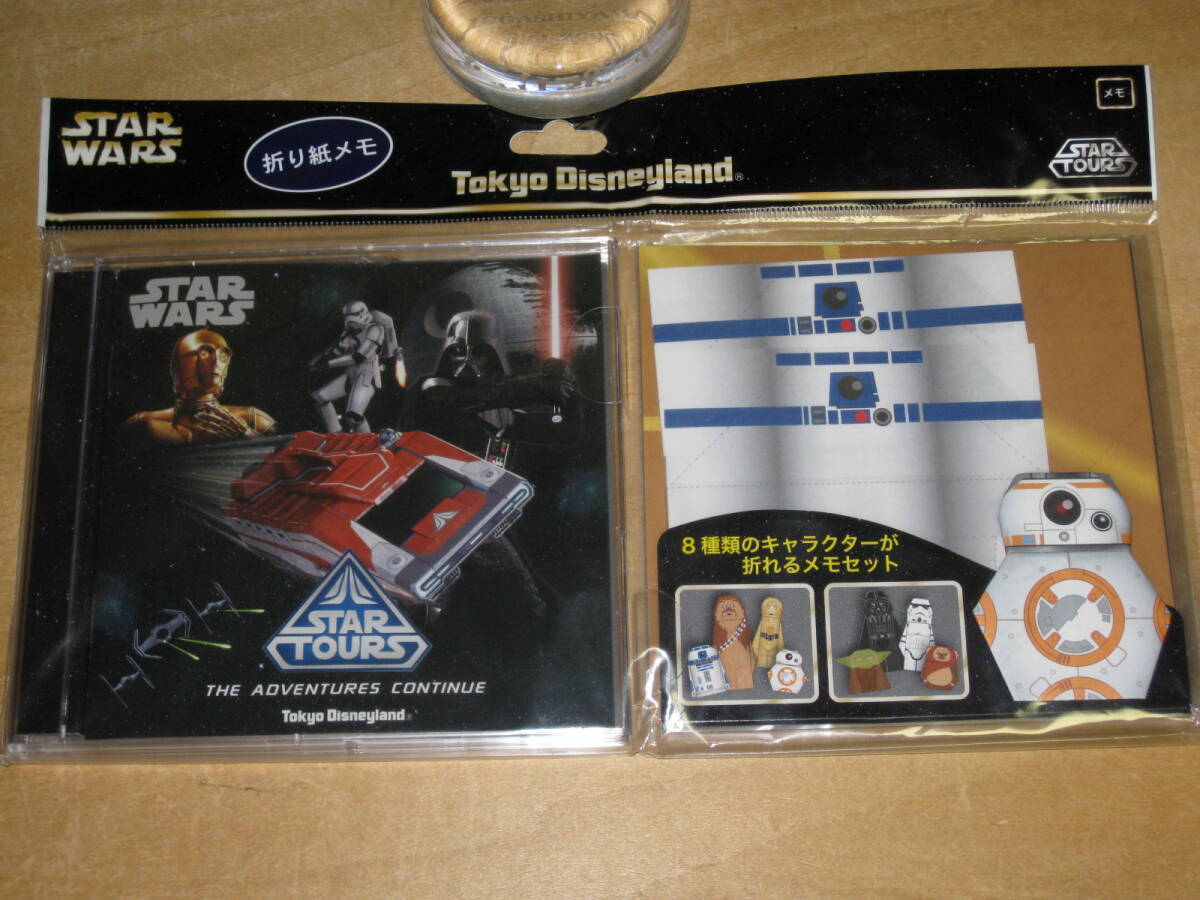 STAR
WARS
折り紙メモ
Tokyo Disneyland®
メモ
STAR
TOURS
STAR
WARS
STAR
TOURS
THE ADVENTURES CONTINUE
Tokyo Disneyland®
8種類のキャラクターが
折れるメモセット